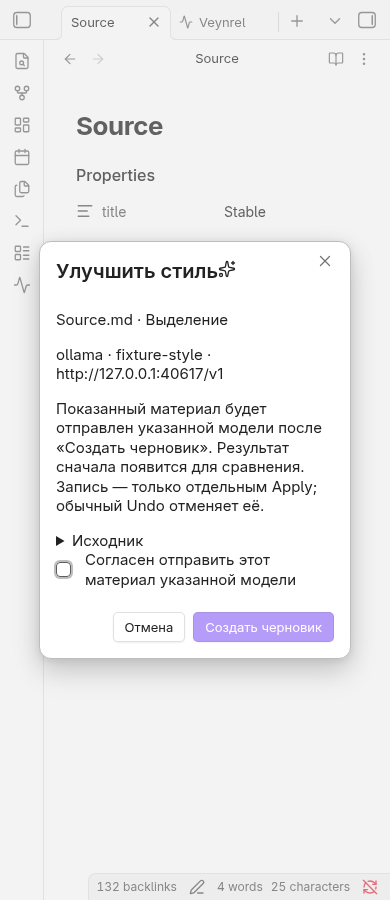 Source
Veynrel
Source
Source
Properties
title
Stable
Улучшить стиль
Source.md · Выделение
ollama · fixture-style ·
http://127.0.0.1:40617/v1
Показанный материал будет
отправлен указанной модели после
«Создать черновик». Результат
сначала появится для сравнения.
Запись — только отдельным Apply;
обычный Undo отменяет её.
Исходник
Согласен отправить этот
материал указанной модели
Отмена
Создать черновик
132 backlinks
4 words
25 characters